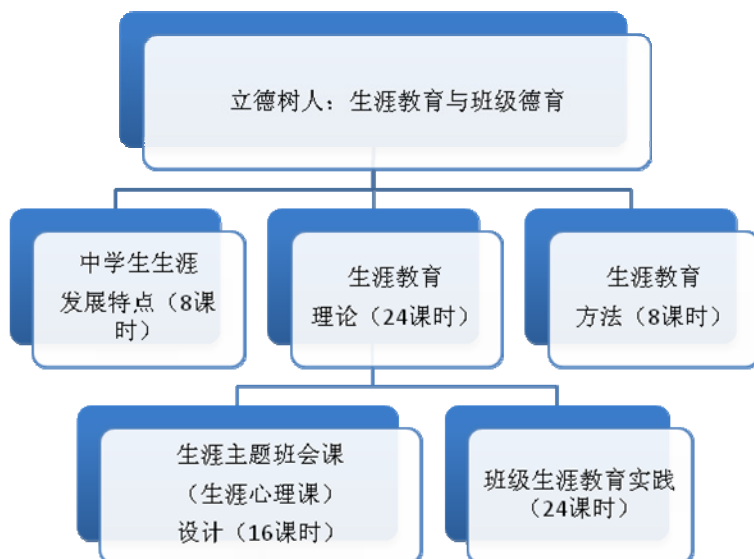 立德树人：生涯教育与班级德育
中学生生涯
发展特点（8课
时）
生涯教育
理论（24课时）
生涯教育
方法（8课时）
生涯主题班会课
（生涯心理课）
设计（16课时）
班级生涯教育实践
（24课时）